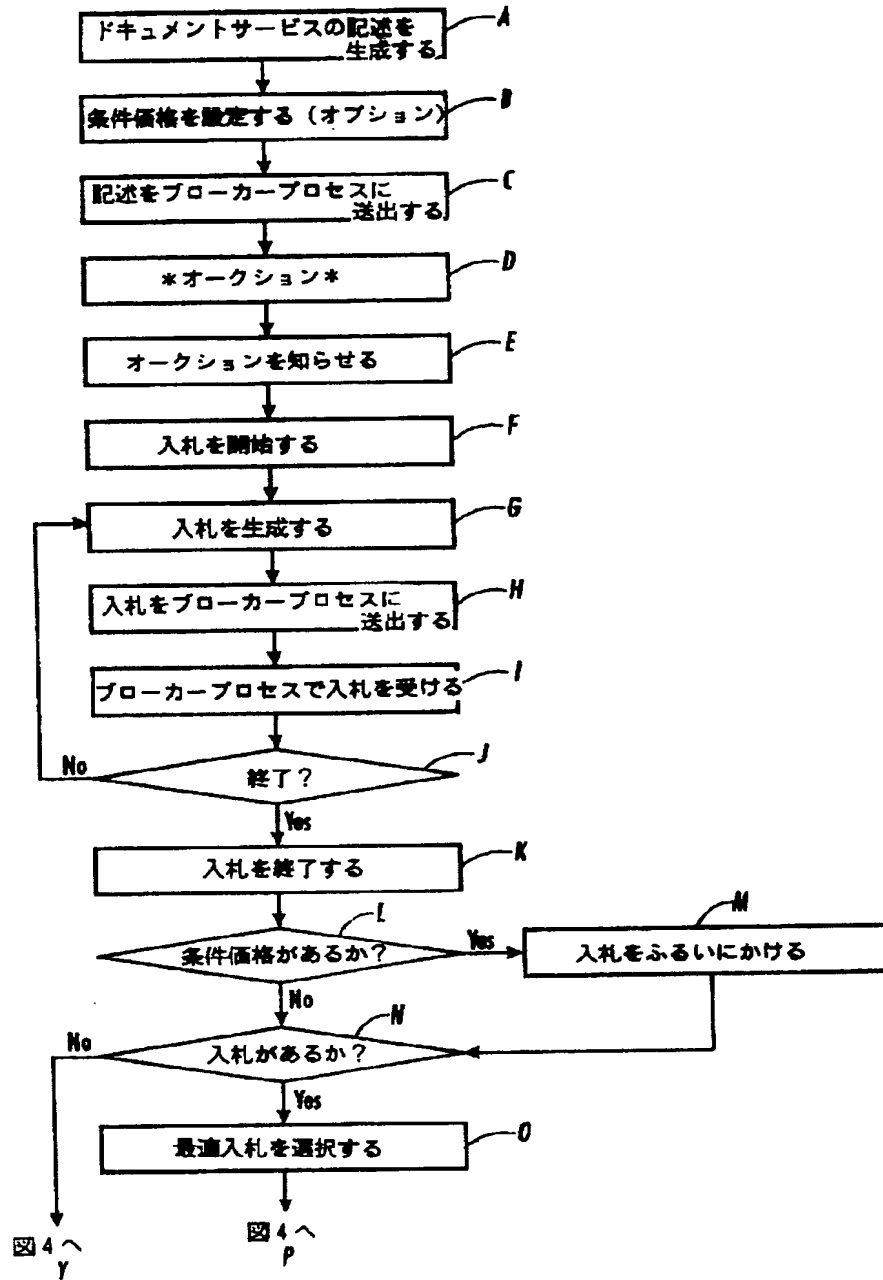 ドキュメントサービスの記述を
生成する
A
条件価格を設定する(オプション)
B
記述をブローカープロセスに
送出する
C
*オークション*
D
オークションを知らせる
E
入札を開始する
F
入札を生成する
G
入札をブローカープロセスに
送出する
H
ブローカープロセスで入札を受ける
I
終了?
J
No
Yes
入札を終了する
K
条件価格があるか?
L
Yes
入札をふるいにかける
M
No
入札があるか?
N
No
Yes
最適入札を選択する
O
図4へ
Y
図4へ
P